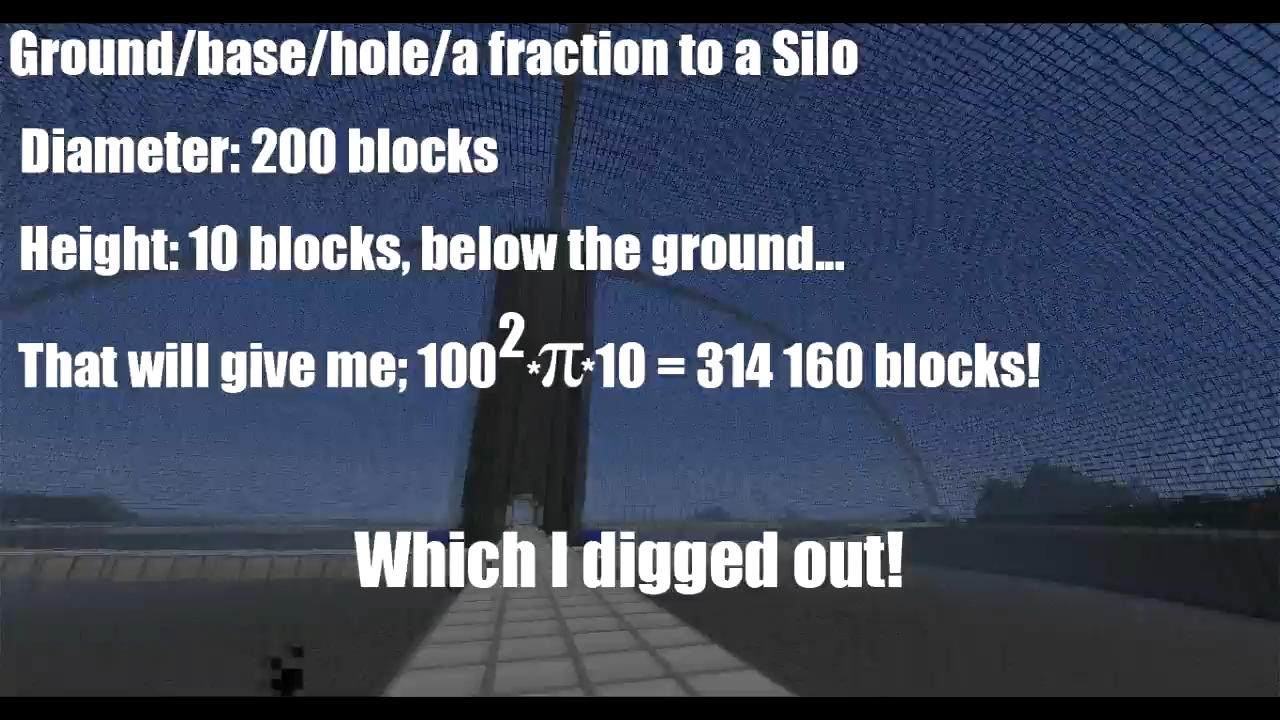 Ground/base/hole/a fraction to a Silo
Diameter: 200 blocks
Height: 10 blocks, below the ground...
That will give me; 100²*π*10 = 314 160 blocks!
Which I digged out!